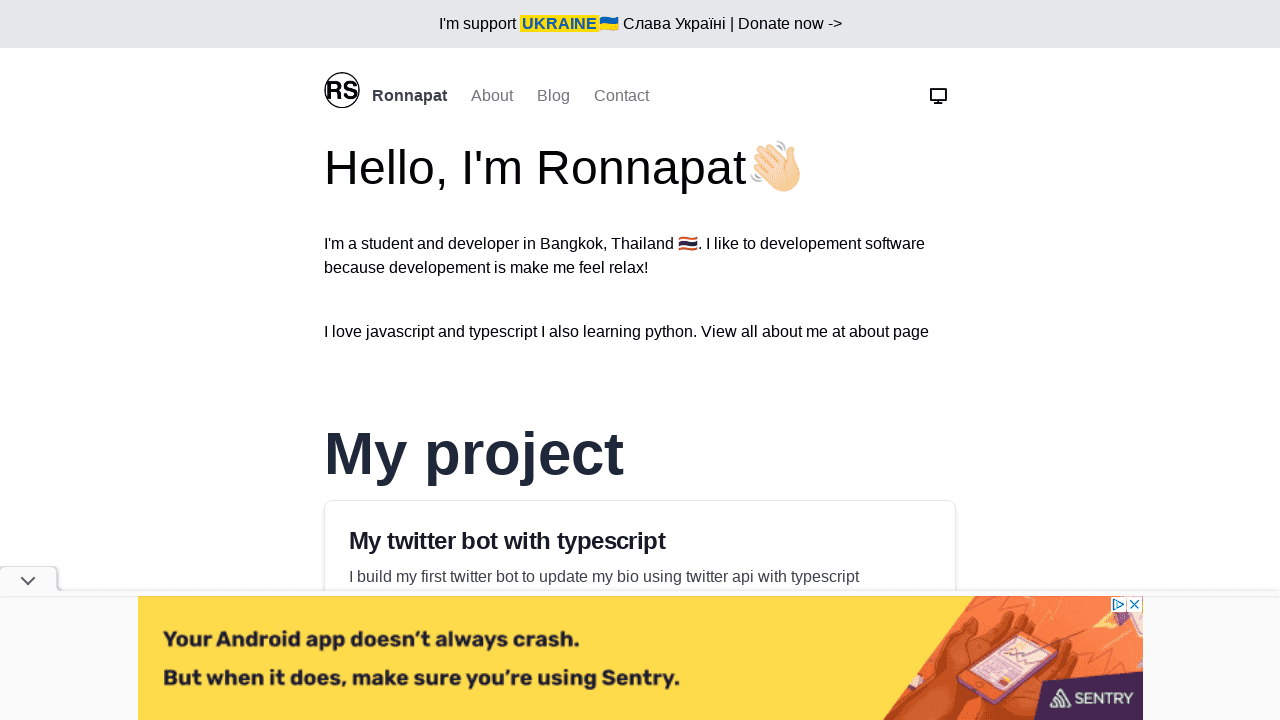 I'm support UKRAINE🇺🇦 Слава Україні | Donate now ->
RS Ronnapat About Blog Contact
Hello, I'm Ronnapat👋🏻
I'm a student and developer in Bangkok, Thailand 🇹🇭. I like to developement software
because developement is make me feel relax!
I love javascript and typescript I also learning python. View all about me at about page
My project
My twitter bot with typescript
I build my first twitter bot to update my bio using twitter api with typescript
Your Android app doesn't always crash.
But when it does, make sure you're using Sentry.
SENTRY